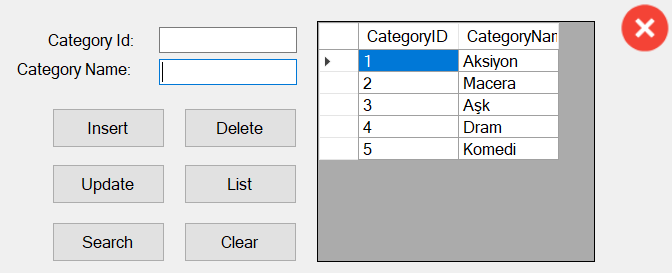 Category Id:
Category Name:
Insert Delete
Update List
Search Clear
CategoryID CategoryNam
1 Aksiyon
2 Macera
3 Aşk
4 Dram
5 Komedi